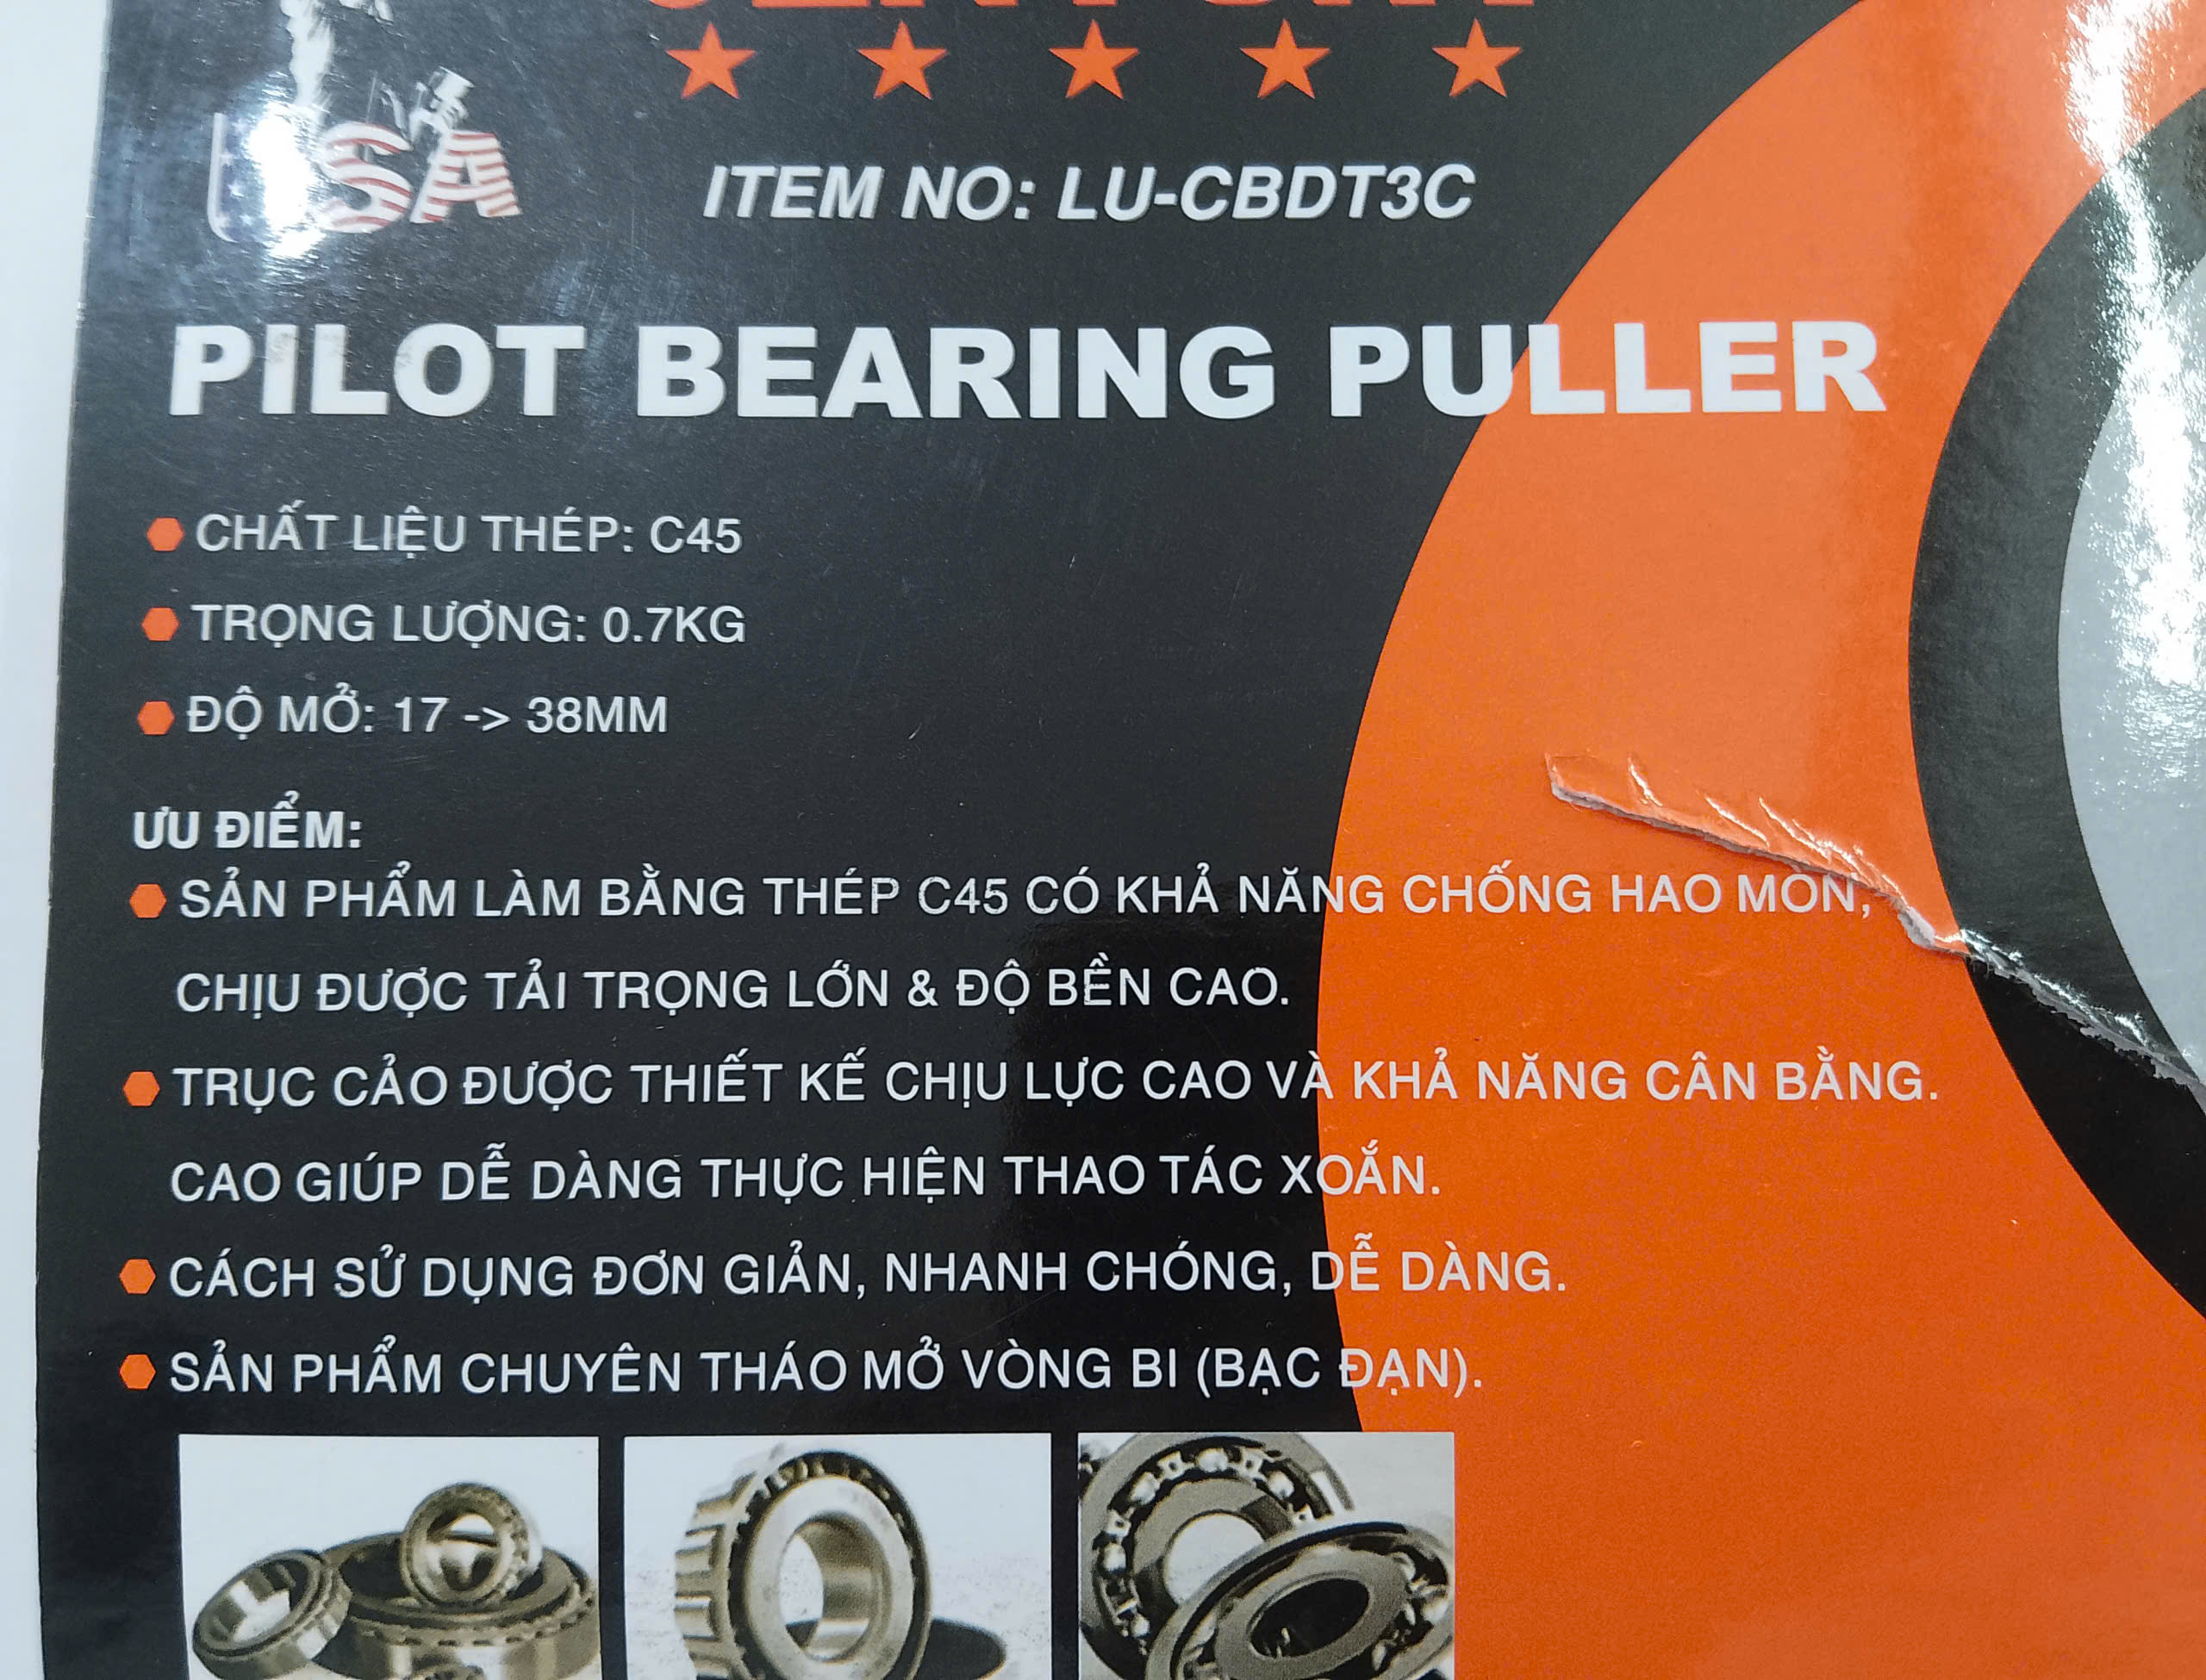 USA
ITEM NO: LU-CBDT3C
PILOT BEARING PULLER
CHẤT LIỆU THÉP: C45
TRỌNG LƯỢNG: 0.7KG
ĐỘ MỞ: 17 -> 38MM
ƯU ĐIỂM:
SẢN PHẨM LÀM BẰNG THÉP C45 CÓ KHẢ NĂNG CHỐNG HAO MÒN,
CHỊU ĐƯỢC TẢI TRỌNG LỚN & ĐỘ BỀN CAO.
TRỤC CẢO ĐƯỢC THIẾT KẾ CHỊU LỰC CAO VÀ KHẢ NĂNG CÂN BẰNG.
CAO GIÚP DỄ DÀNG THỰC HIỆN THAO TÁC XOẮN.
CÁCH SỬ DỤNG ĐƠN GIẢN, NHANH CHÓNG, DỄ DÀNG.
SẢN PHẨM CHUYÊN THÁO MỞ VÒNG BI (BẠC ĐẠN).